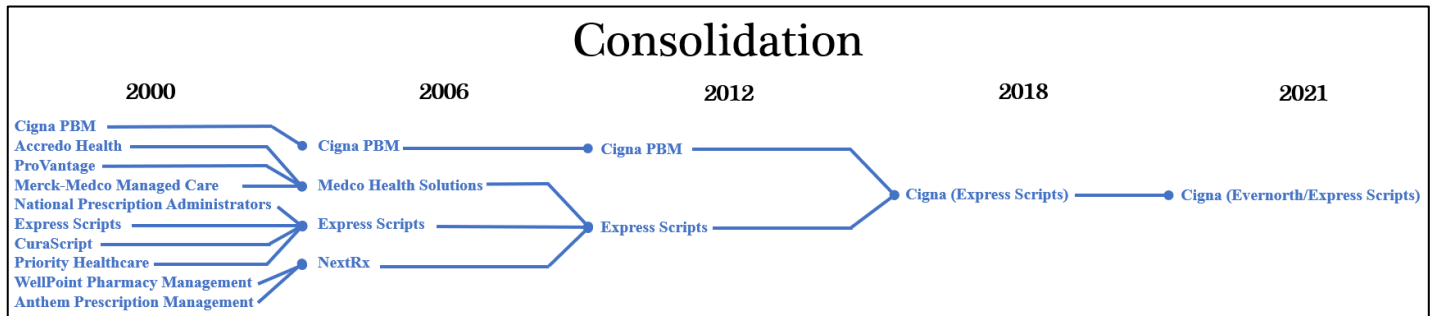 Consolidation
2000
2006
2012
2018
2021
Cigna PBM
Accredo Health
ProVantage
Merck-Medco Managed Care
National Prescription Administrators
Express Scripts
CuraScript
Priority Healthcare
WellPoint Pharmacy Management
Anthem Prescription Management
Cigna PBM
Medco Health Solutions
Express Scripts
NextRx
Cigna PBM
Express Scripts
Cigna (Express Scripts)
Cigna (Evernorth/Express Scripts)